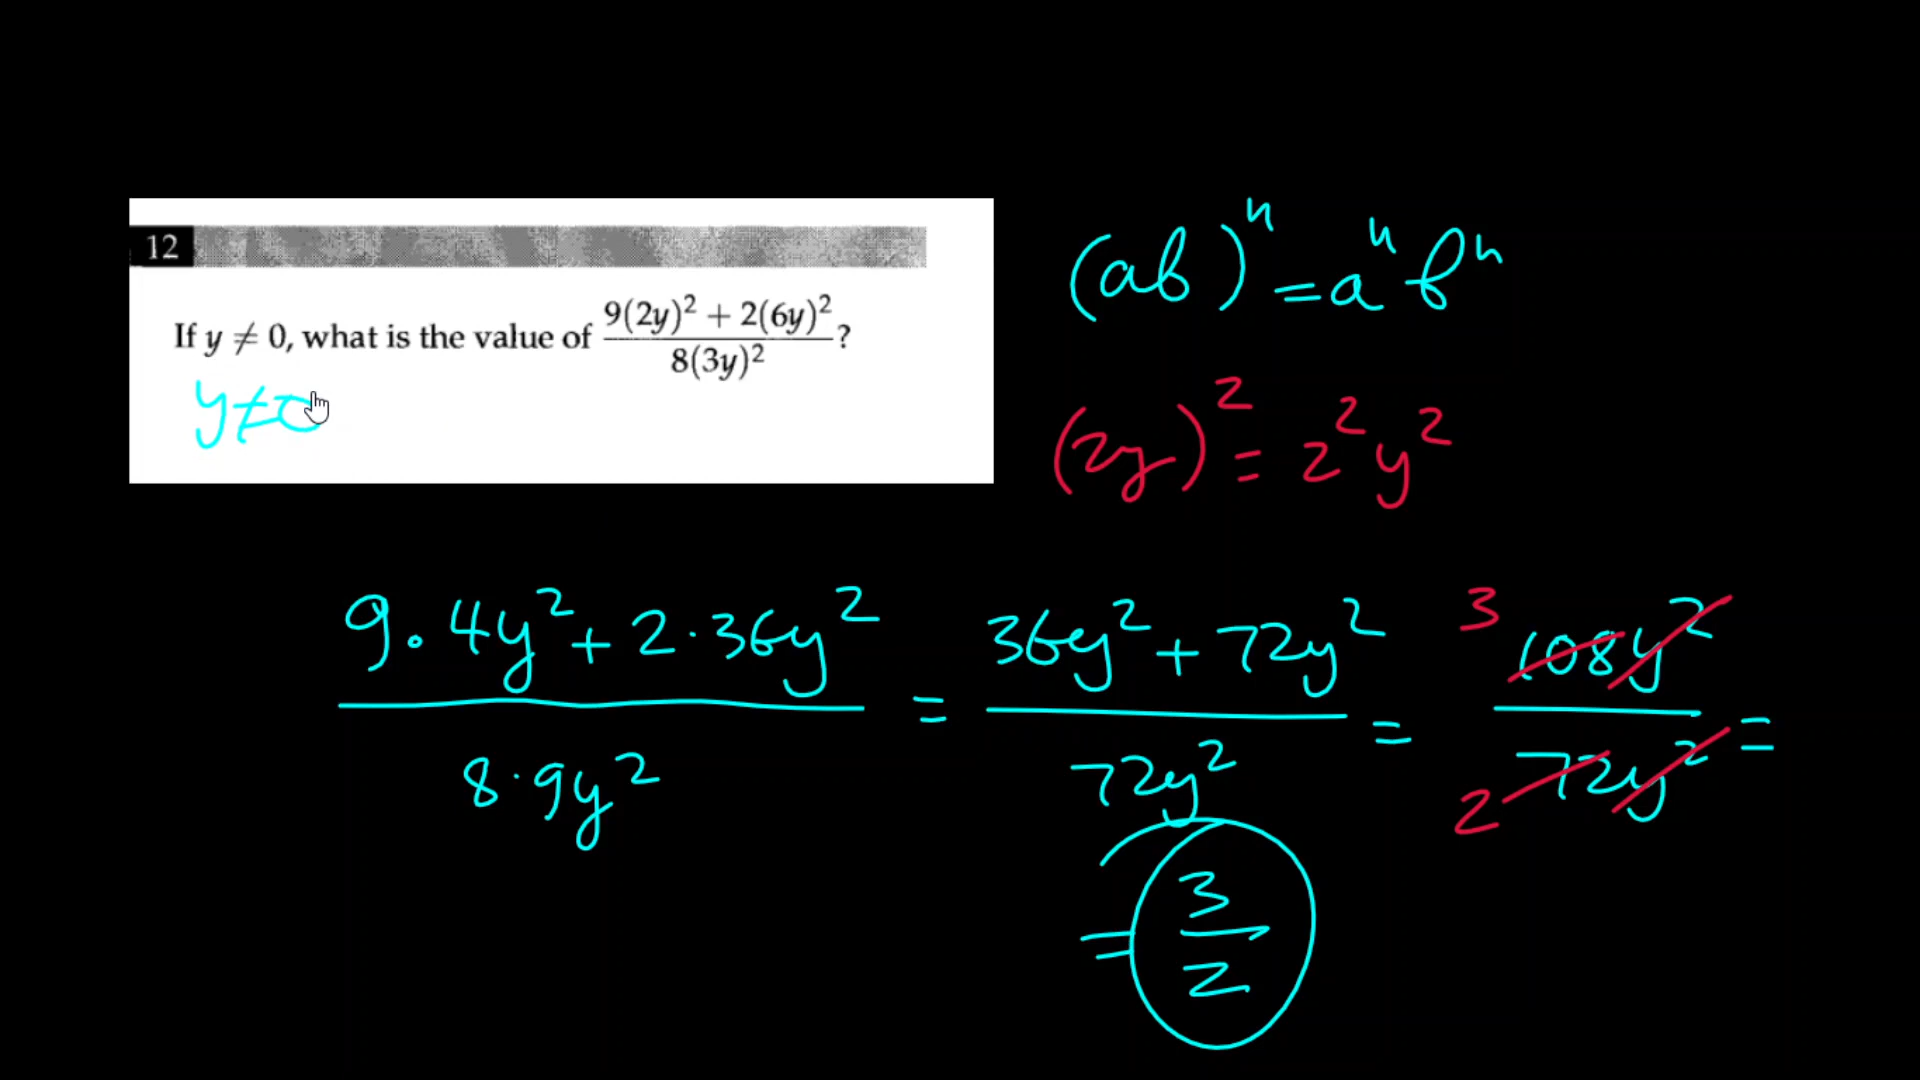 12
If y ≠ 0, what is the value of 9(2y)² + 2(6y)² / 8(3y)² ?
y≠0
(ab)ⁿ = aⁿbⁿ
(2y)² = 2²y²
9·4y² + 2·36y² / 8·9y² = 36y² + 72y² / 72y² = 3 108y² / 2 72y² =
= 3/2